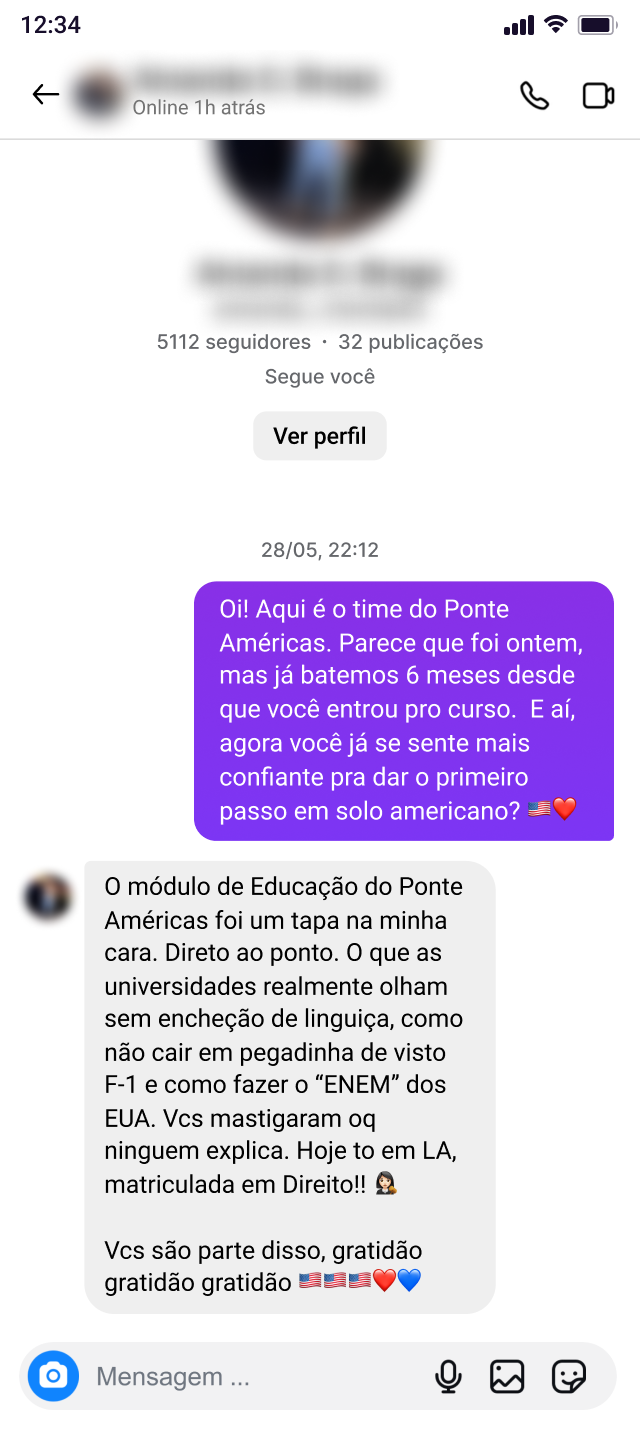 12:34
Online 1h atrás
5112 seguidores · 32 publicações
Segue você
Ver perfil
28/05, 22:12
Oi! Aqui é o time do Ponte
Américas. Parece que foi ontem,
mas já batemos 6 meses desde
que você entrou pro curso.  E aí,
agora você já se sente mais
confiante pra dar o primeiro
passo em solo americano? 🇺🇸❤️
O módulo de Educação do Ponte
Américas foi um tapa na minha
cara. Direto ao ponto. O que as
universidades realmente olham
sem encheção de linguiça, como
não cair em pegadinha de visto
F-1 e como fazer o “ENEM” dos
EUA. Vcs mastigaram oq
ninguem explica. Hoje to em LA,
matriculada em Direito!! 👩🏻‍⚖️
Vcs são parte disso, gratidão
gratidão gratidão 🇺🇸🇺🇸🇺🇸❤️💙
Mensagem ...